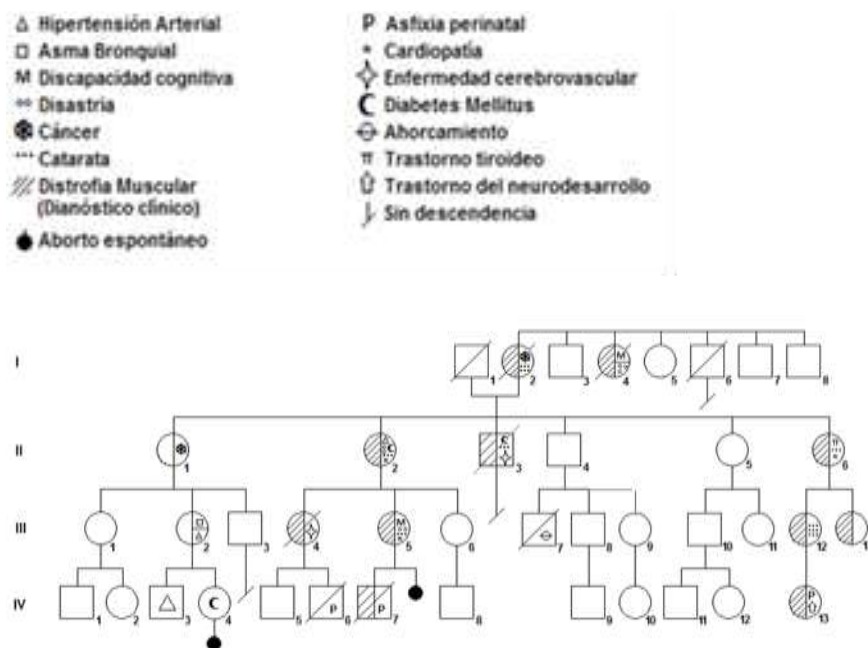 Hipertensión Arterial
Asma Bronquial
M Discapacidad cognitiva
Disastria
Cáncer
Catarata
Distrofia Muscular
(Dianóstico clínico)
Aborto espontáneo
P Asfixia perinatal
Cardiopatía
Enfermedad cerebrovascular
Diabetes Mellitus
Ahorcamiento
π Trastorno tiroideo
Trastorno del neurodesarrollo
Sin descendencia
I
1 2 3 M 4 5 6 7 8
II
1 2 3 4 5 π 6
III
1 2 3 4 M 5 6 7 8 9 10 11 12 1
IV
1 2 3 C 4 5 P 6 P 7 8 9 10 11 12 P 13